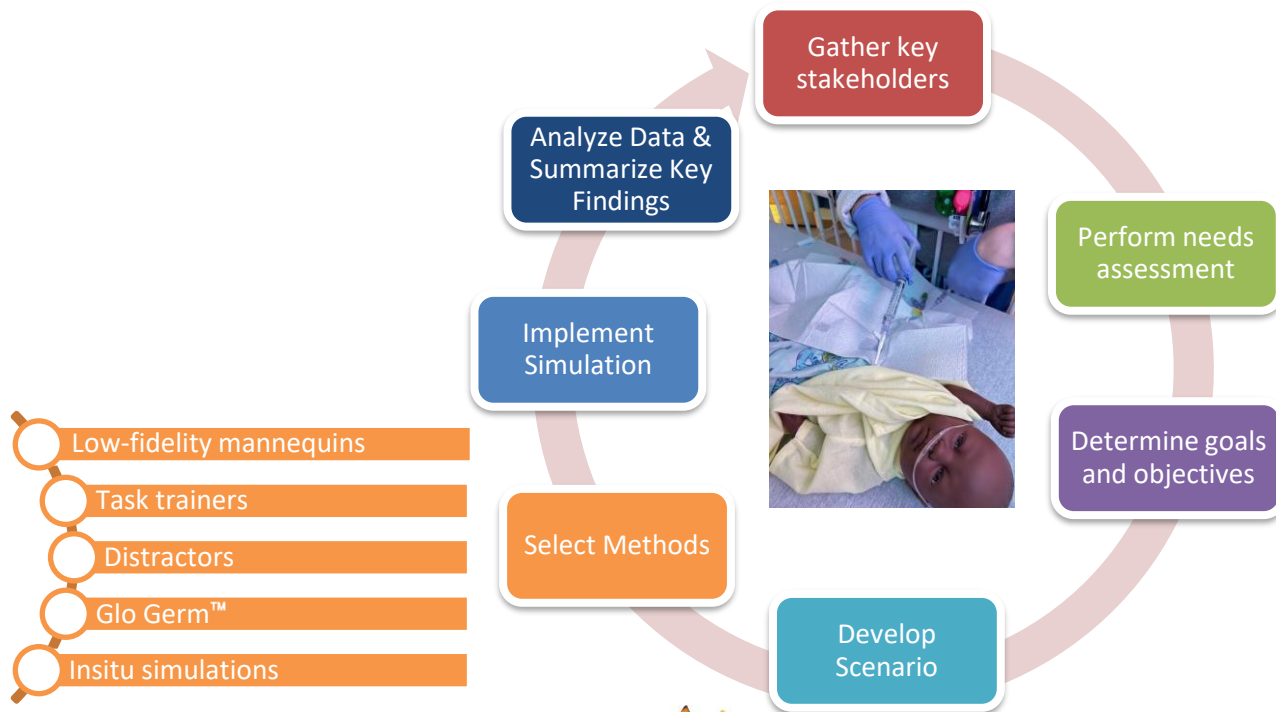 Gather key
stakeholders
Perform needs
assessment
Determine goals
and objectives
Develop
Scenario
Select Methods
Implement
Simulation
Analyze Data &
Summarize Key
Findings
Low-fidelity mannequins
Task trainers
Distractors
Glo Germ™
Insitu simulations